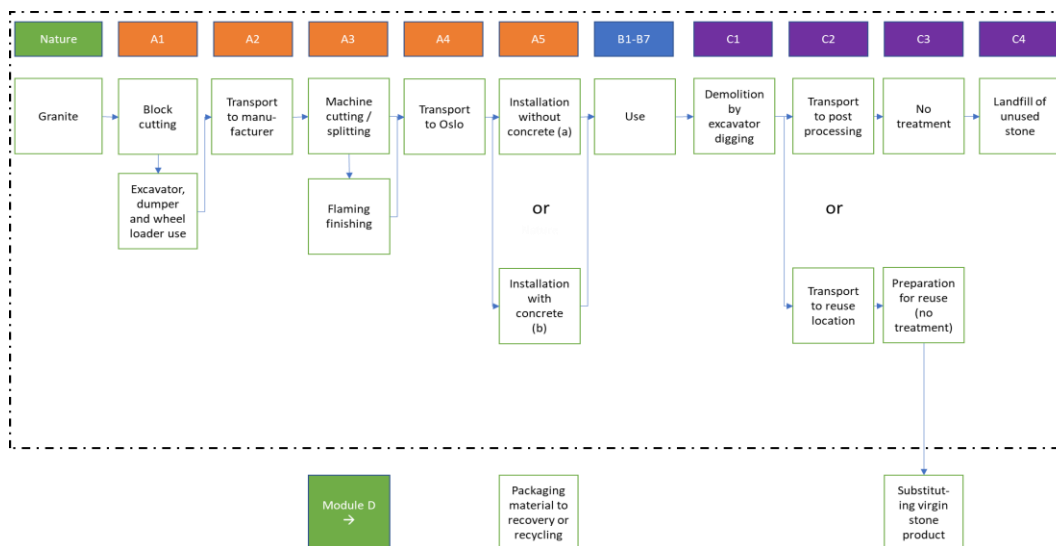 Nature
A1
A2
A3
A4
A5
B1-B7
C1
C2
C3
C4
Granite
Block
cutting
Transport
to manu-
facturer
Machine
cutting /
splitting
Transport
to Oslo
Installation
without
concrete (a)
Use
Demolition
by
excavator
digging
Transport
to post
processing
No
treatment
Landfill of
unused
stone
Excavator,
dumper
and wheel
loader use
Flaming
finishing
or
or
Installation
with
concrete
(b)
Transport
to reuse
location
Preparation
for reuse
(no
treatment)
Module D
→
Packaging
material to
recovery or
recycling
Substitut-
ing virgin
stone
product